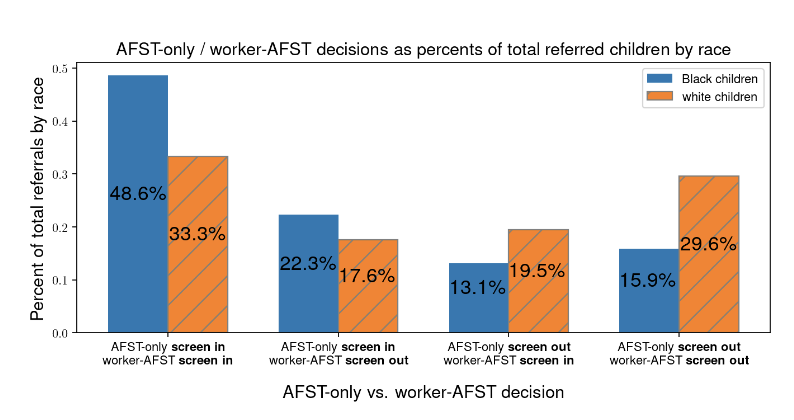 AFST-only / worker-AFST decisions as percents of total referred children by race
Percent of total referrals by race
0.5
0.4
0.3
0.2
0.1
0.0
Black children
white children
48.6%
33.3%
22.3%
17.6%
13.1%
19.5%
15.9%
29.6%
AFST-only screen in
worker-AFST screen in
AFST-only screen in
worker-AFST screen out
AFST-only screen out
worker-AFST screen in
AFST-only screen out
worker-AFST screen out
AFST-only vs. worker-AFST decision